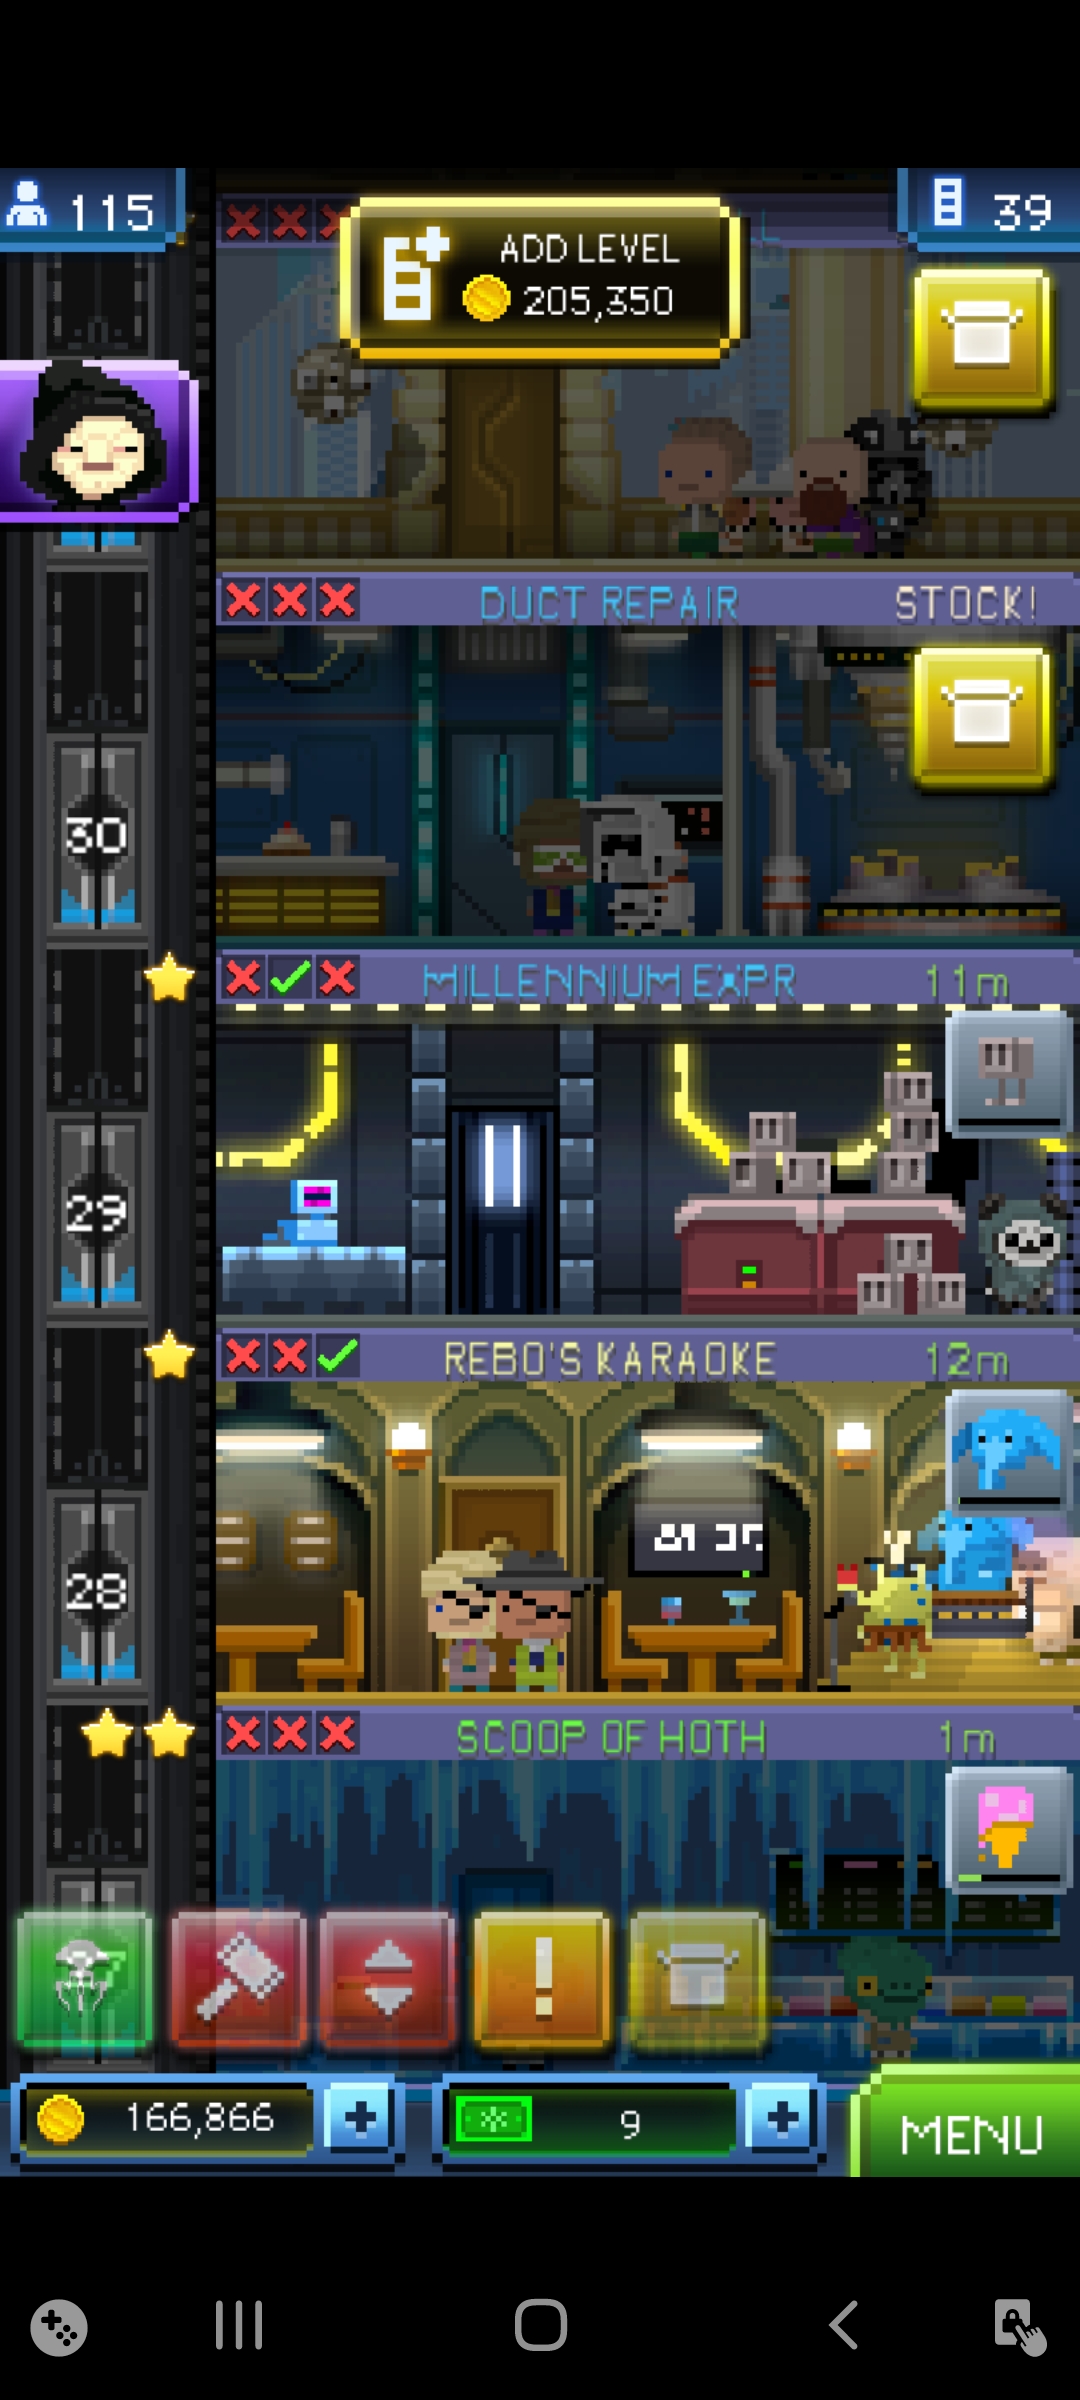 115
39
ADD LEVEL
205,350
DUCT REPAIR STOCK!
30
MILLENNIUM EXPR 11m
29
REBO'S KARAOKE 12m
28
SCOOP OF HOTH 1m
!
166,866 + 9 + MENU